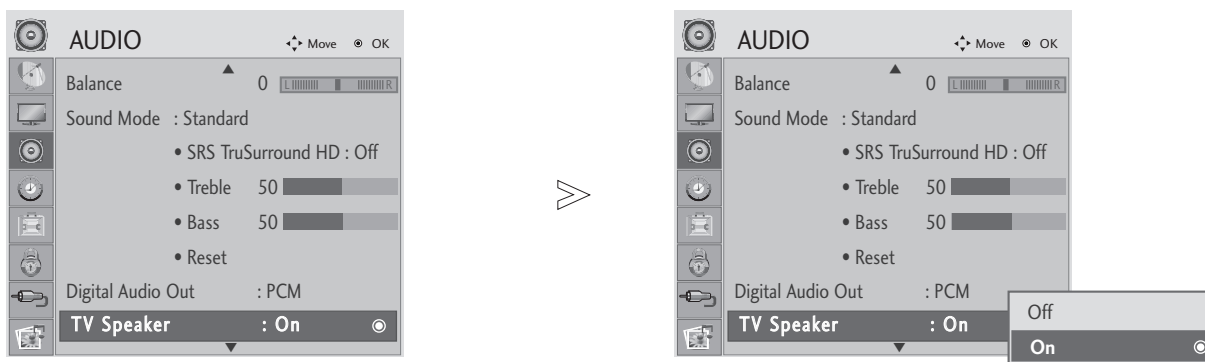 AUDIO Move OK
Balance 0 L R
Sound Mode : Standard
• SRS TruSurround HD : Off
• Treble 50
• Bass 50
• Reset
Digital Audio Out : PCM
TV Speaker : On
AUDIO Move OK
Balance 0 L R
Sound Mode : Standard
• SRS TruSurround HD : Off
• Treble 50
• Bass 50
• Reset
Digital Audio Out : PCM
TV Speaker : On
Off
On